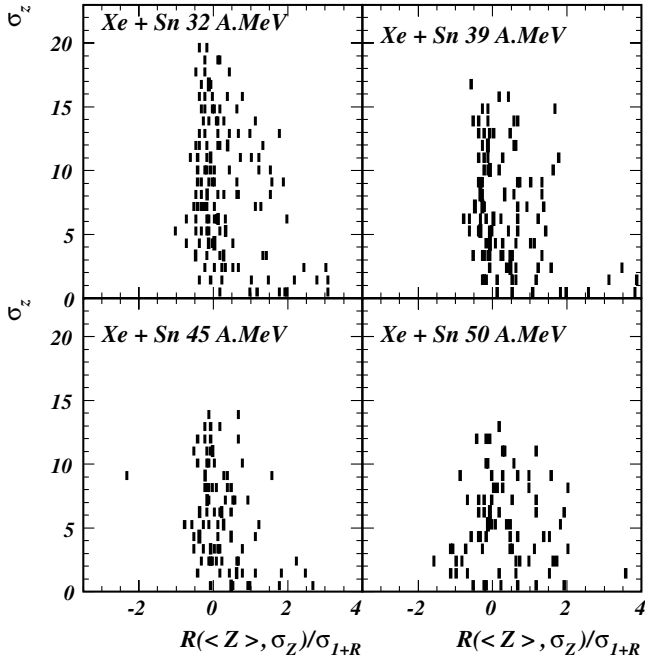 σz
Xe + Sn 32 A.MeV
Xe + Sn 39 A.MeV
20
15
10
5
0
σz
Xe + Sn 45 A.MeV
Xe + Sn 50 A.MeV
20
15
10
5
0
-2 0 2 4
-2 0 2 4
R(< Z >, σZ)/σ1+R
R(< Z >, σZ)/σ1+R